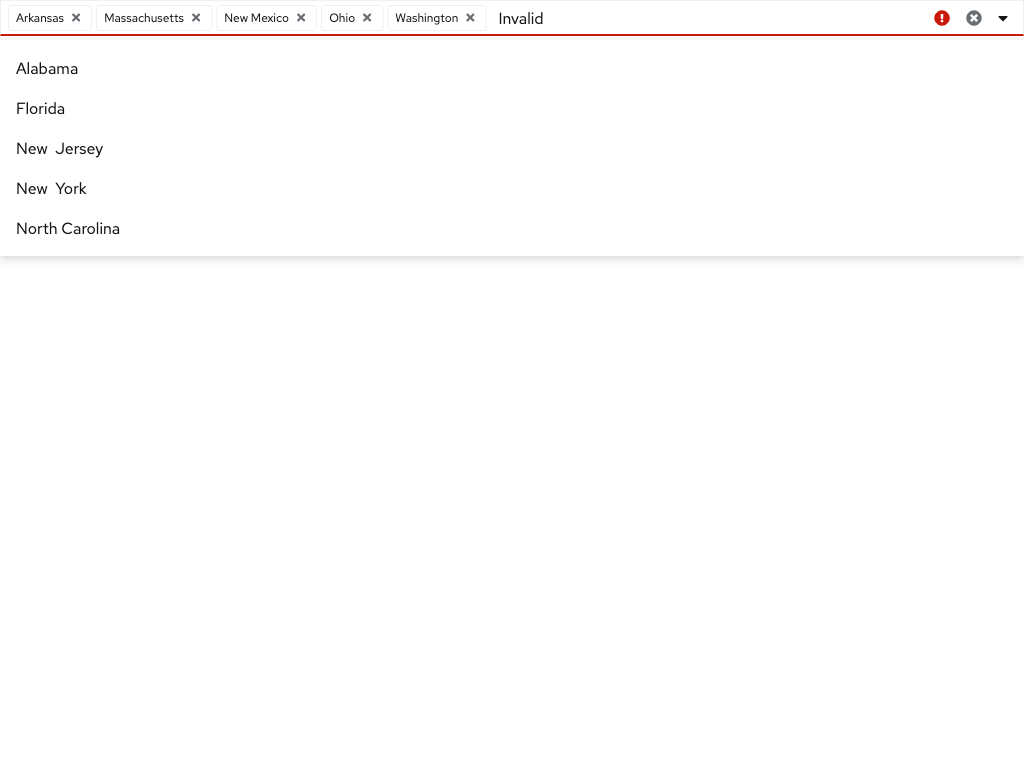 Arkansas Massachusetts New Mexico Ohio Washington Invalid
Alabama
Florida
New Jersey
New York
North Carolina